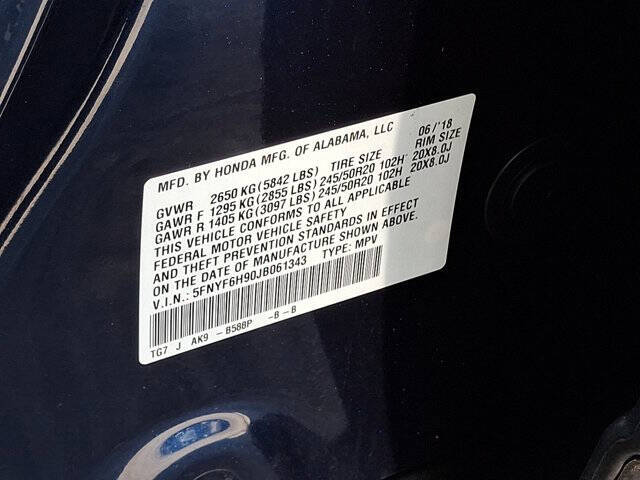 MFD. BY HONDA MFG. OF ALABAMA, LLC 06/'18
GVWR 2650 KG(5842 LBS) TIRE SIZE RIM SIZE
GAWR F 1295 KG(2855 LBS) 245/50R20 102H 20X8.0J
GAWR R 1405 KG(3097 LBS) 245/50R20 102H 20X8.0J
THIS VEHICLE CONFORMS TO ALL APPLICABLE
FEDERAL MOTOR VEHICLE SAFETY
AND THEFT PREVENTION STANDARDS IN EFFECT
ON THE DATE OF MANUFACTURE SHOWN ABOVE.
V.I.N.: 5FNYF6H90JB061343 TYPE: MPV
TG7 J AK9 - B588P -B - B